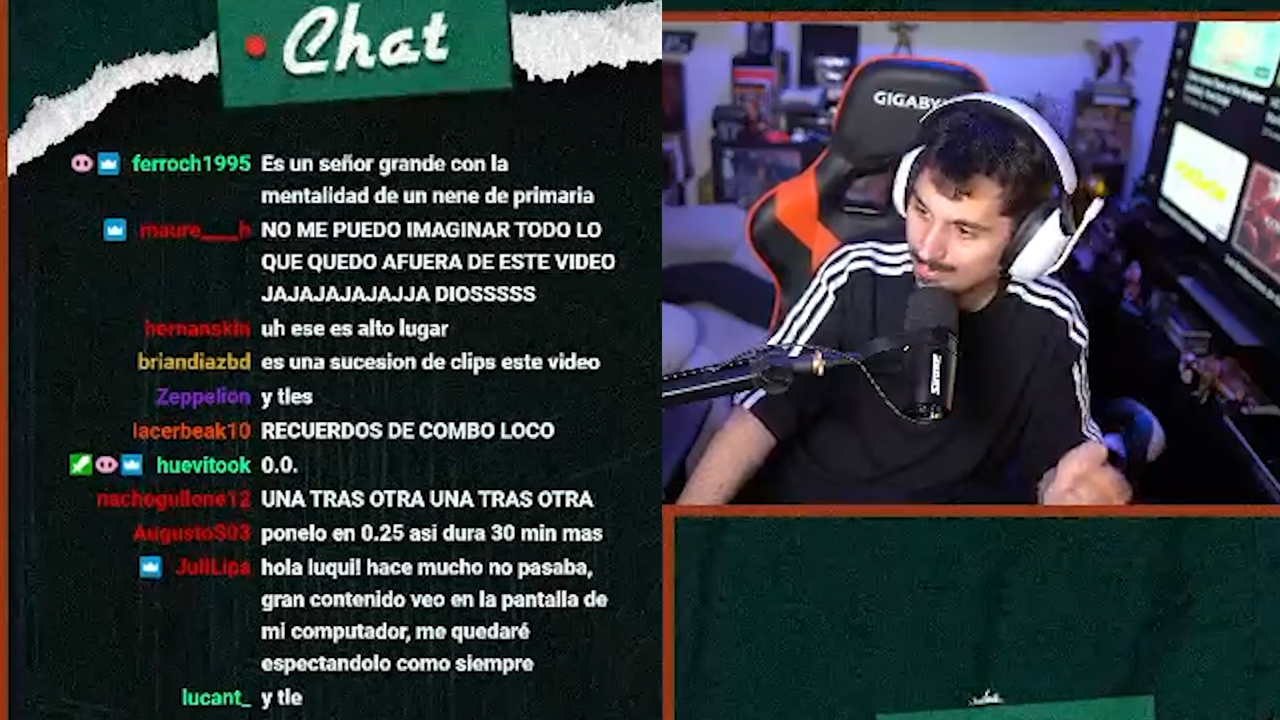 Chat
ferroch1995 Es un señor grande con la
mentalidad de un nene de primaria
maure___h NO ME PUEDO IMAGINAR TODO LO
QUE QUEDO AFUERA DE ESTE VIDEO
JAJAJAJAJAJJA DIOSSSSS
hernanskin uh ese es alto lugar
briandiazbd es una sucesion de clips este video
Zeppelion y tles
lacerbeak10 RECUERDOS DE COMBO LOCO
huevitook 0.0.
nachogullone12 UNA TRAS OTRA UNA TRAS OTRA
AugustoS03 ponelo en 0.25 asi dura 30 min mas
JuliLipa hola luqui! hace mucho no pasaba,
gran contenido veo en la pantalla de
mi computador, me quedaré
espectandolo como siempre
lucant_ y tle
SHURE